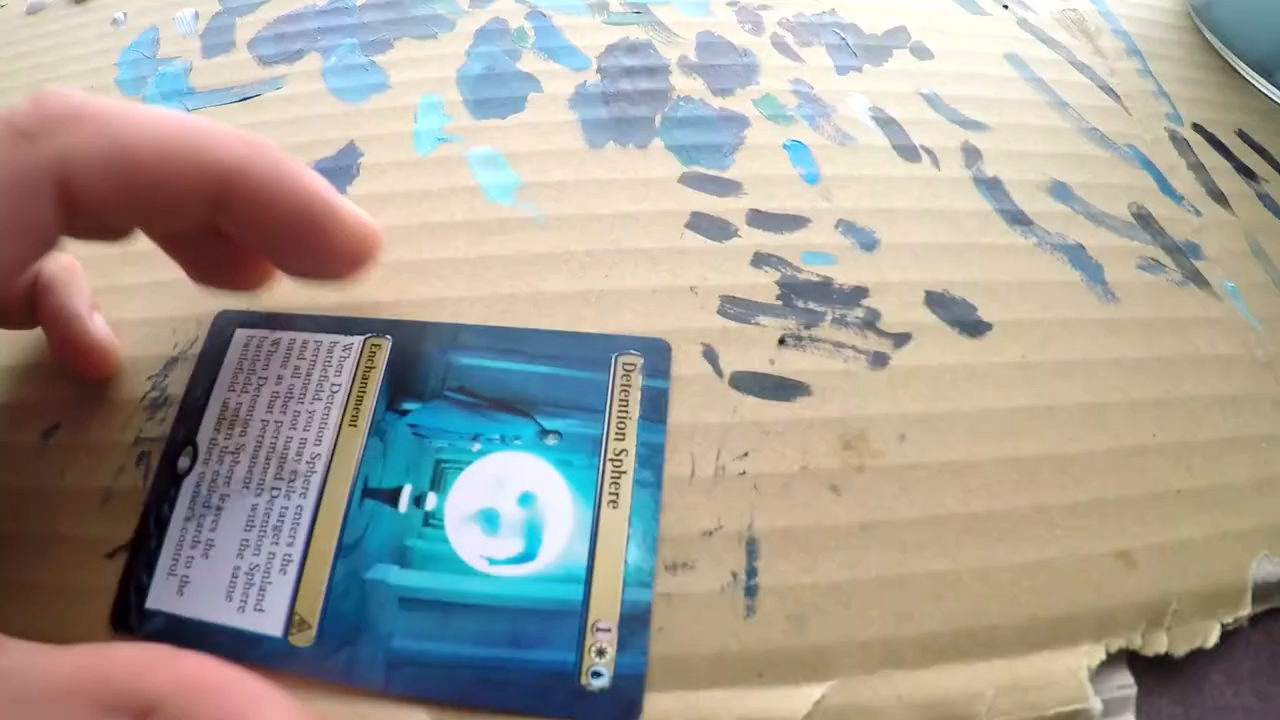 Detention Sphere 1
Enchantment
When Detention Sphere enters the
battlefield, you may exile target nonland
permanent not named Detention Sphere
and all other permanents with the same
name as that permanent.
When Detention Sphere leaves the
battlefield, return the exiled cards to the
battlefield under their owner's control.